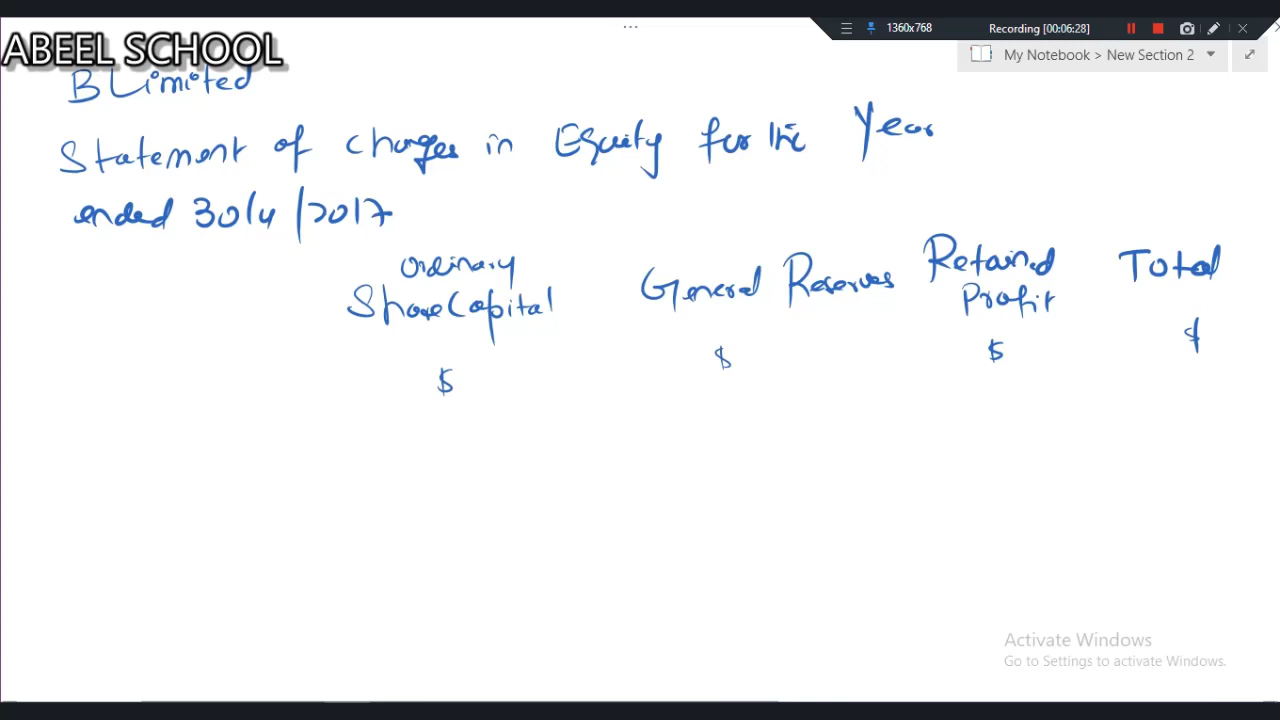 Recording [00:06:28]
1360x768
ABEEL SCHOOL
My Notebook > New Section 2
B Limited
Statement of changes in Equity for the Year
ended 30/4/2017
Ordinary Share Capital
General Reserves
Retained Profit
Total
$
$
$
$
Activate Windows
Go to Settings to activate Windows.